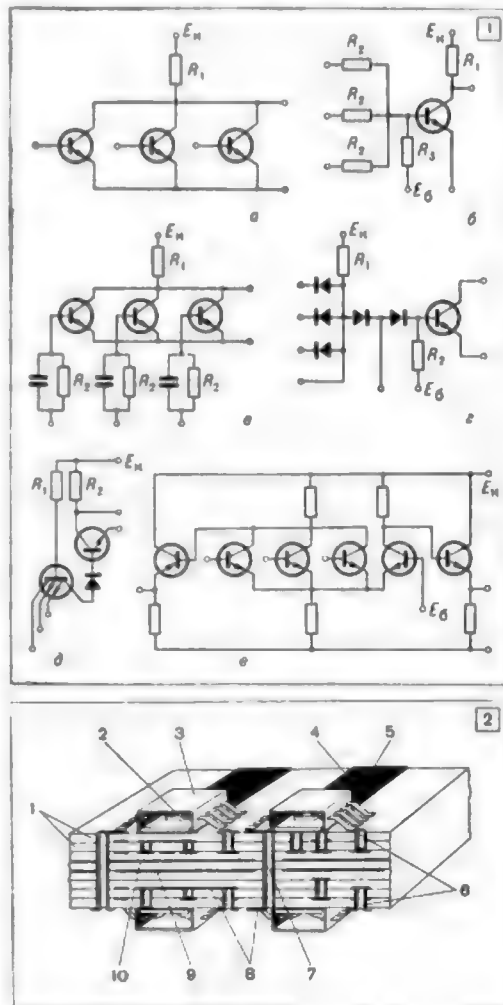 1
Eк Eк
R₁ R₂ R₁
R₂ R₃
R₂ Eб
а б
Eк Eк
R₁ R₁
R₂ R₂ R₂ R₂
Eб
в г
Eк Eк
R₁ R₂
Eб
д е
2
2 3 4 5
1
6
10 9 8 7